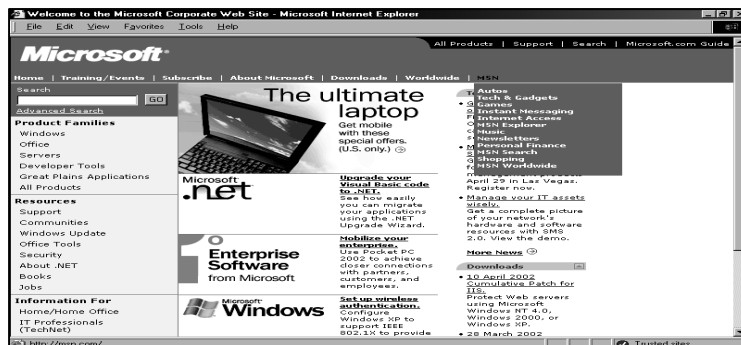 Welcome to the Microsoft Corporate Web Site - Microsoft Internet Explorer
File Edit View Favorites Tools Help
All Products | Support | Search | Microsoft.com Guide
Microsoft
Home | Training/Events | Subscribe | About Microsoft | Downloads | Worldwide | MSN
Search
GO
Advanced Search
Product Families
Windows
Office
Servers
Developer Tools
Great Plains Applications
All Products
Resources
Support
Communities
Windows Update
Office Tools
Security
About .NET
Books
Jobs
Information For
Home/Home Office
IT Professionals
(TechNet)
The ultimate
laptop
Get mobile
with these
special offers.
(U.S. only.)
Microsoft
.net
Upgrade your
Visual Basic code
to .NET.
See how easily
you can migrate
your applications
using the .NET
Upgrade Wizard.
1°
Enterprise
Software
from Microsoft
Mobilize your
enterprise.
Use Pocket PC
2002 to achieve
closer connections
with partners,
customers, and
employees.
Microsoft
Windows
Set up wireless
authentication.
Configure
Windows XP to
support IEEE
802.1X to provide
Autos
Tech & Gadgets
Games
Instant Messaging
Internet Access
MSN Explorer
Music
Newsletters
Personal Finance
MSN Search
Shopping
MSN Worldwide
April 29 in Las Vegas.
Register now.
Manage your IT assets
wisely.
Get a complete picture
of your network's
hardware and software
resources with SMS
2.0. View the demo.
More News
Downloads
10 April 2002
Cumulative Patch for
IIS.
Protect Web servers
using Microsoft
Windows NT 4.0,
Windows 2000, or
Windows XP.
28 March 2002
http://msn.com/
Trusted sites